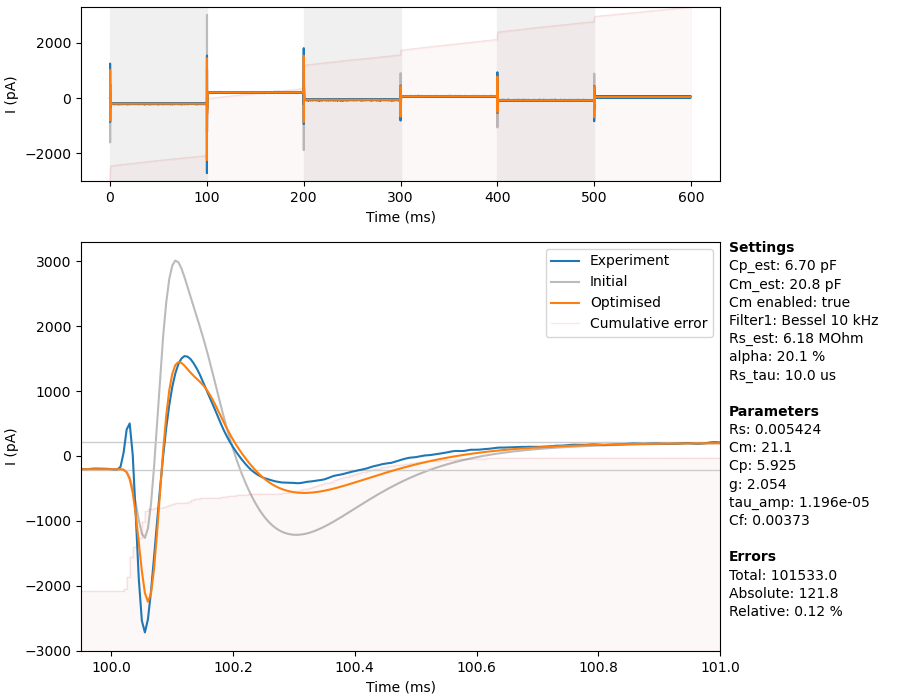 2000
0
−2000
I (pA)
0
100
200
300
400
500
600
Time (ms)
3000
2000
1000
0
−1000
−2000
−3000
I (pA)
100.0
100.2
100.4
100.6
100.8
101.0
Time (ms)
Experiment
Initial
Optimised
Cumulative error
Settings
Cp_est: 6.70 pF
Cm_est: 20.8 pF
Cm enabled: true
Filter1: Bessel 10 kHz
Rs_est: 6.18 MOhm
alpha: 20.1 %
Rs_tau: 10.0 us
Parameters
Rs: 0.005424
Cm: 21.1
Cp: 5.925
g: 2.054
tau_amp: 1.196e-05
Cf: 0.00373
Errors
Total: 101533.0
Absolute: 121.8
Relative: 0.12 %